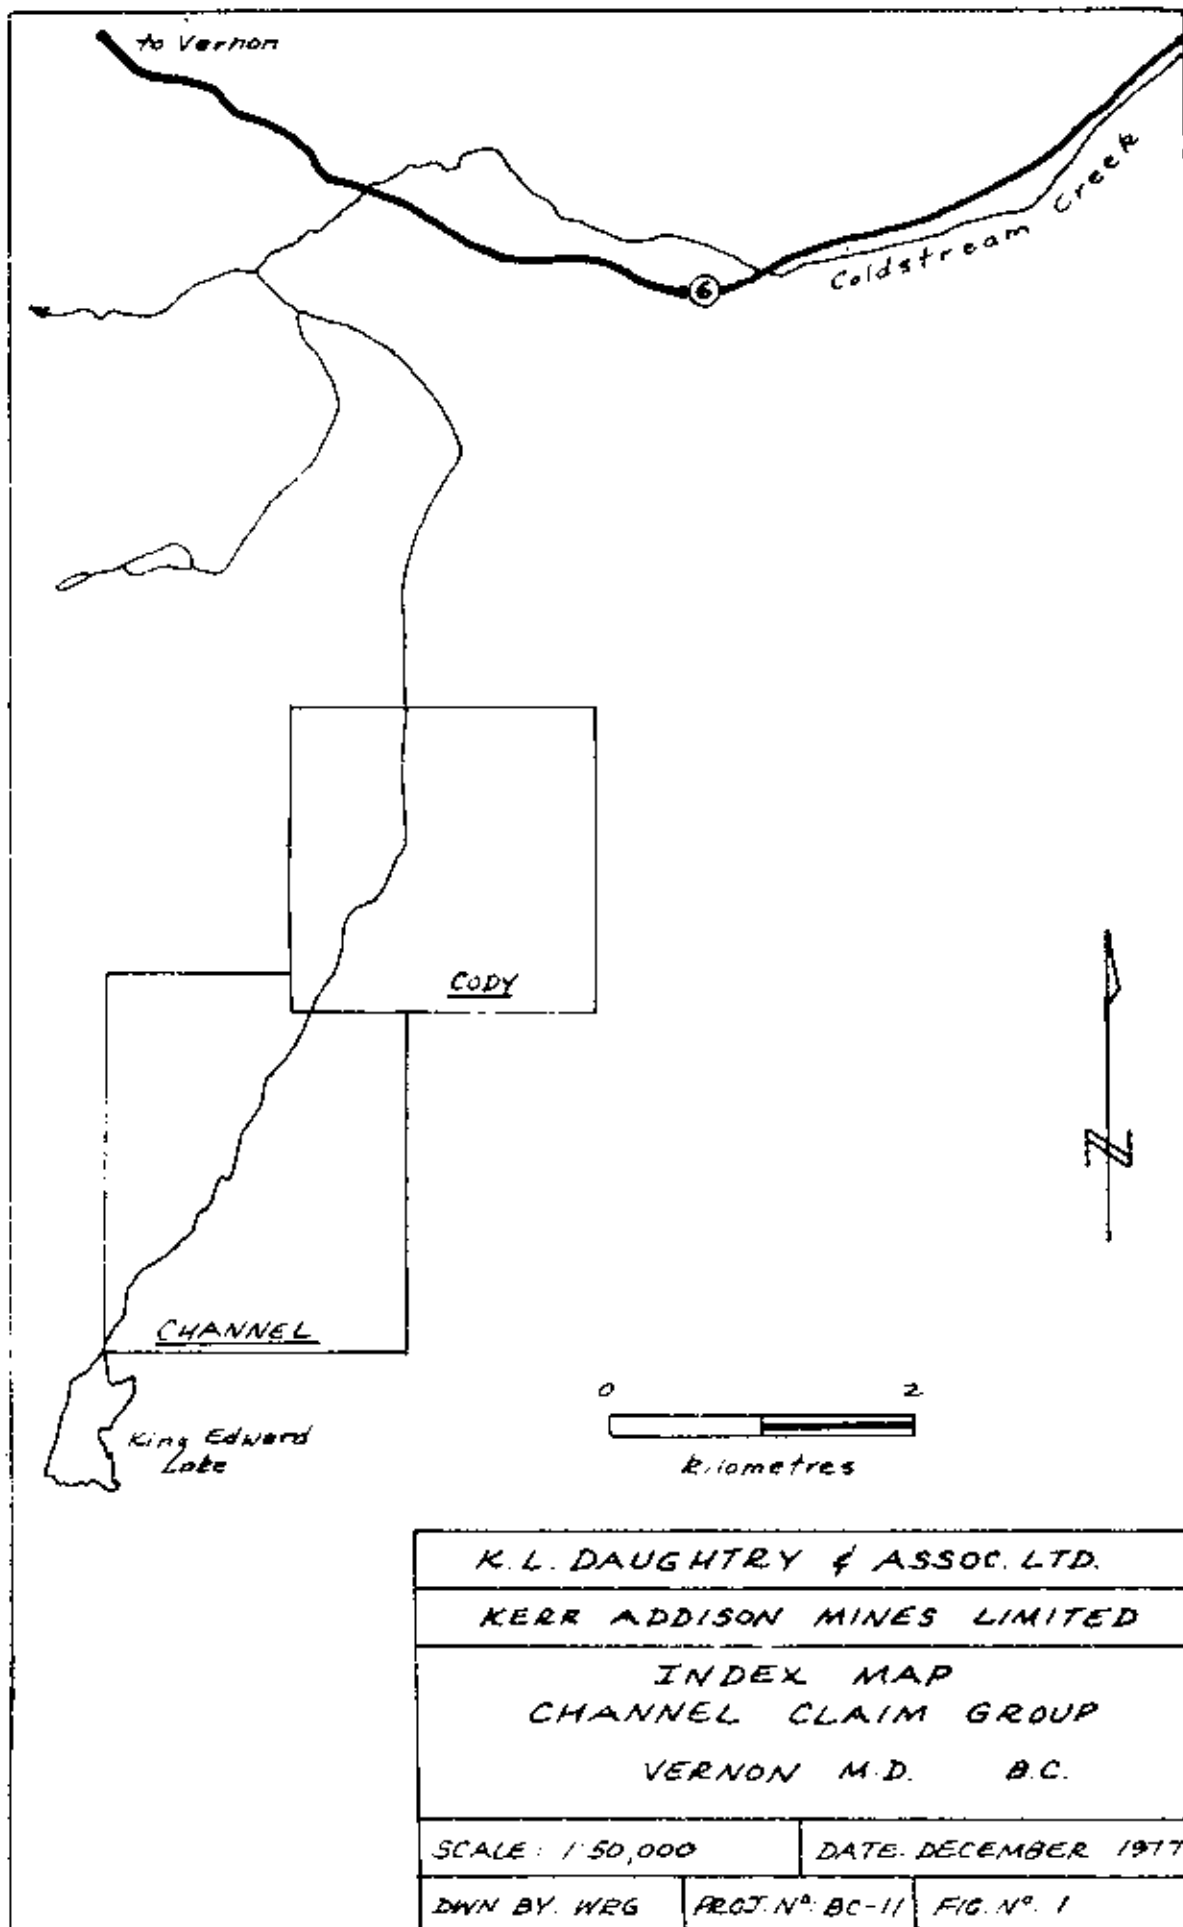 to Vernon
Coldstream Creek
6
CODY
CHANNEL
King Edward
Lake
0 2
kilometres
K.L. DAUGHTRY & ASSOC. LTD.
KERR ADDISON MINES LIMITED
INDEX MAP
CHANNEL CLAIM GROUP
VERNON M.D. B.C.
SCALE: 1:50,000
DATE: DECEMBER 1977
DWN BY: WRG
PROJ. Nº: BC-11
FIG. Nº. 1
N